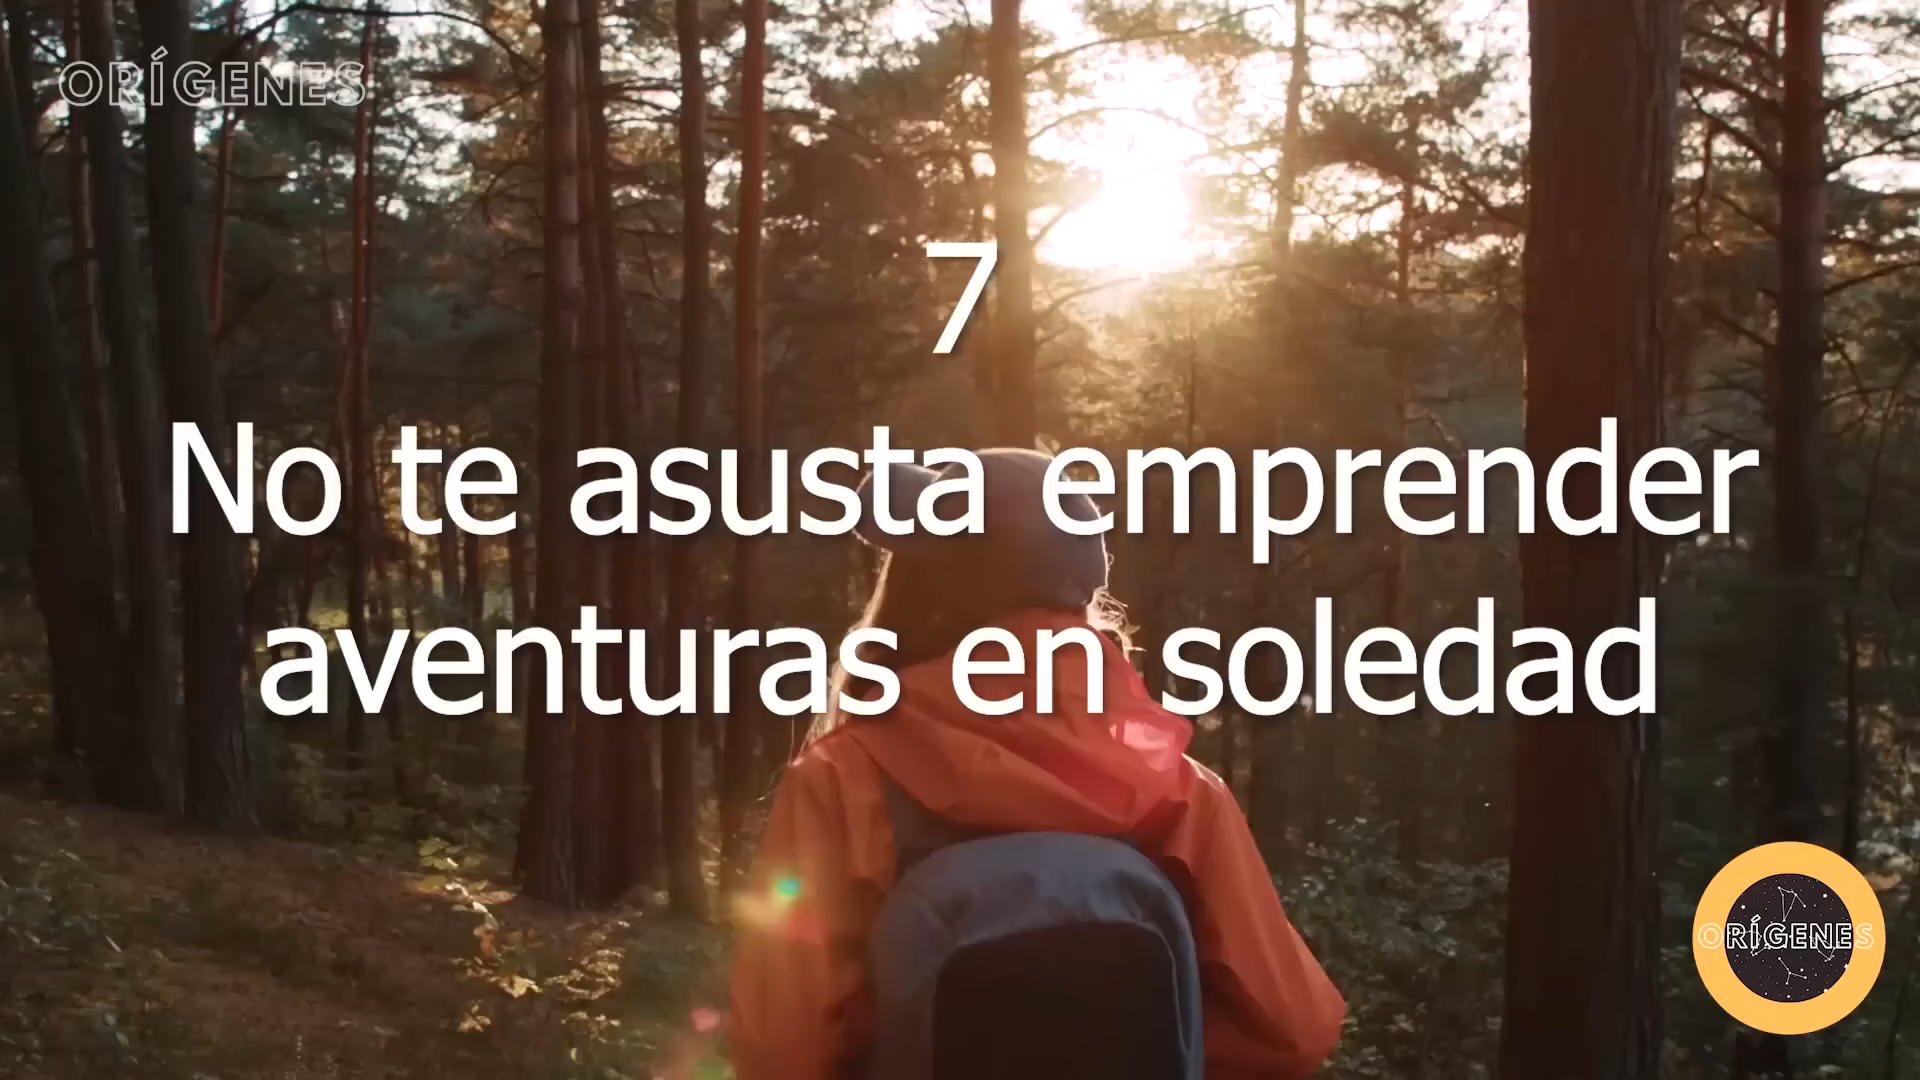 ORÍGENES
7
No te asusta emprender
aventuras en soledad
ORÍGENES